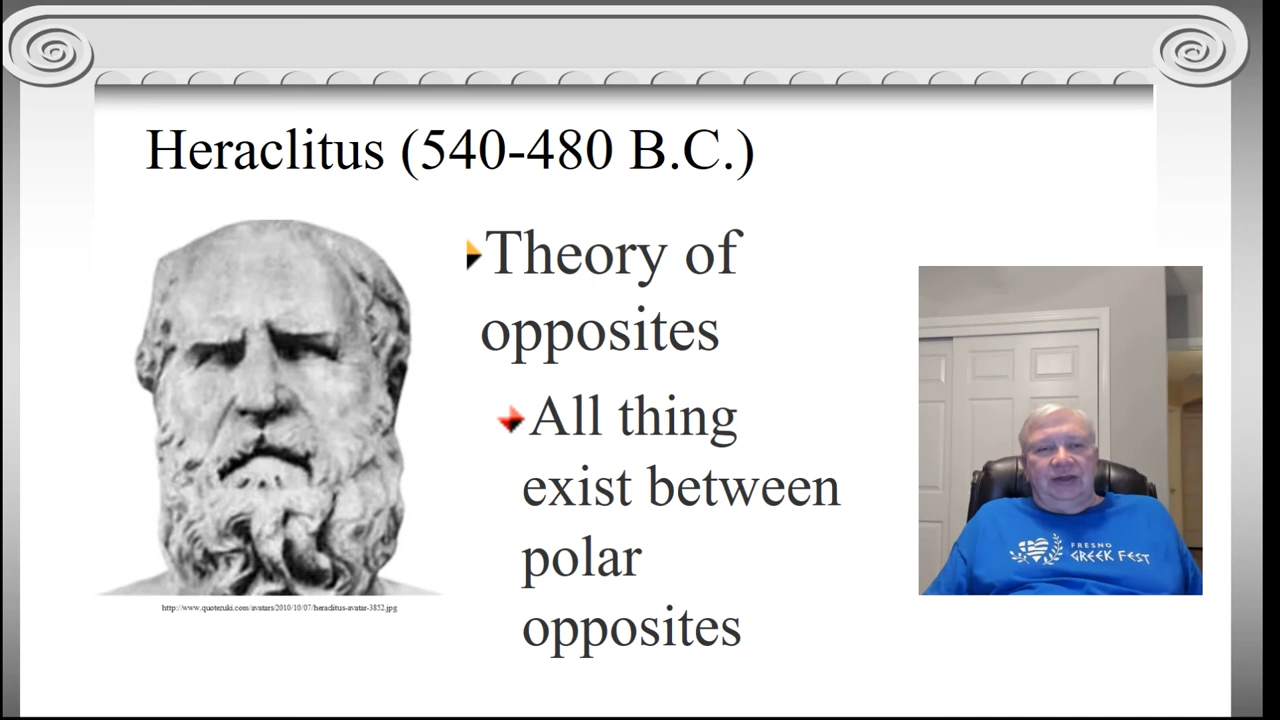 Heraclitus (540-480 B.C.)
Theory of
opposites
All thing
exist between
polar
opposites
http://www.quotezuki.com/avatars/2010/10/07/heraclitus-avatar-3852.jpg
FRESNO
GREEK FEST